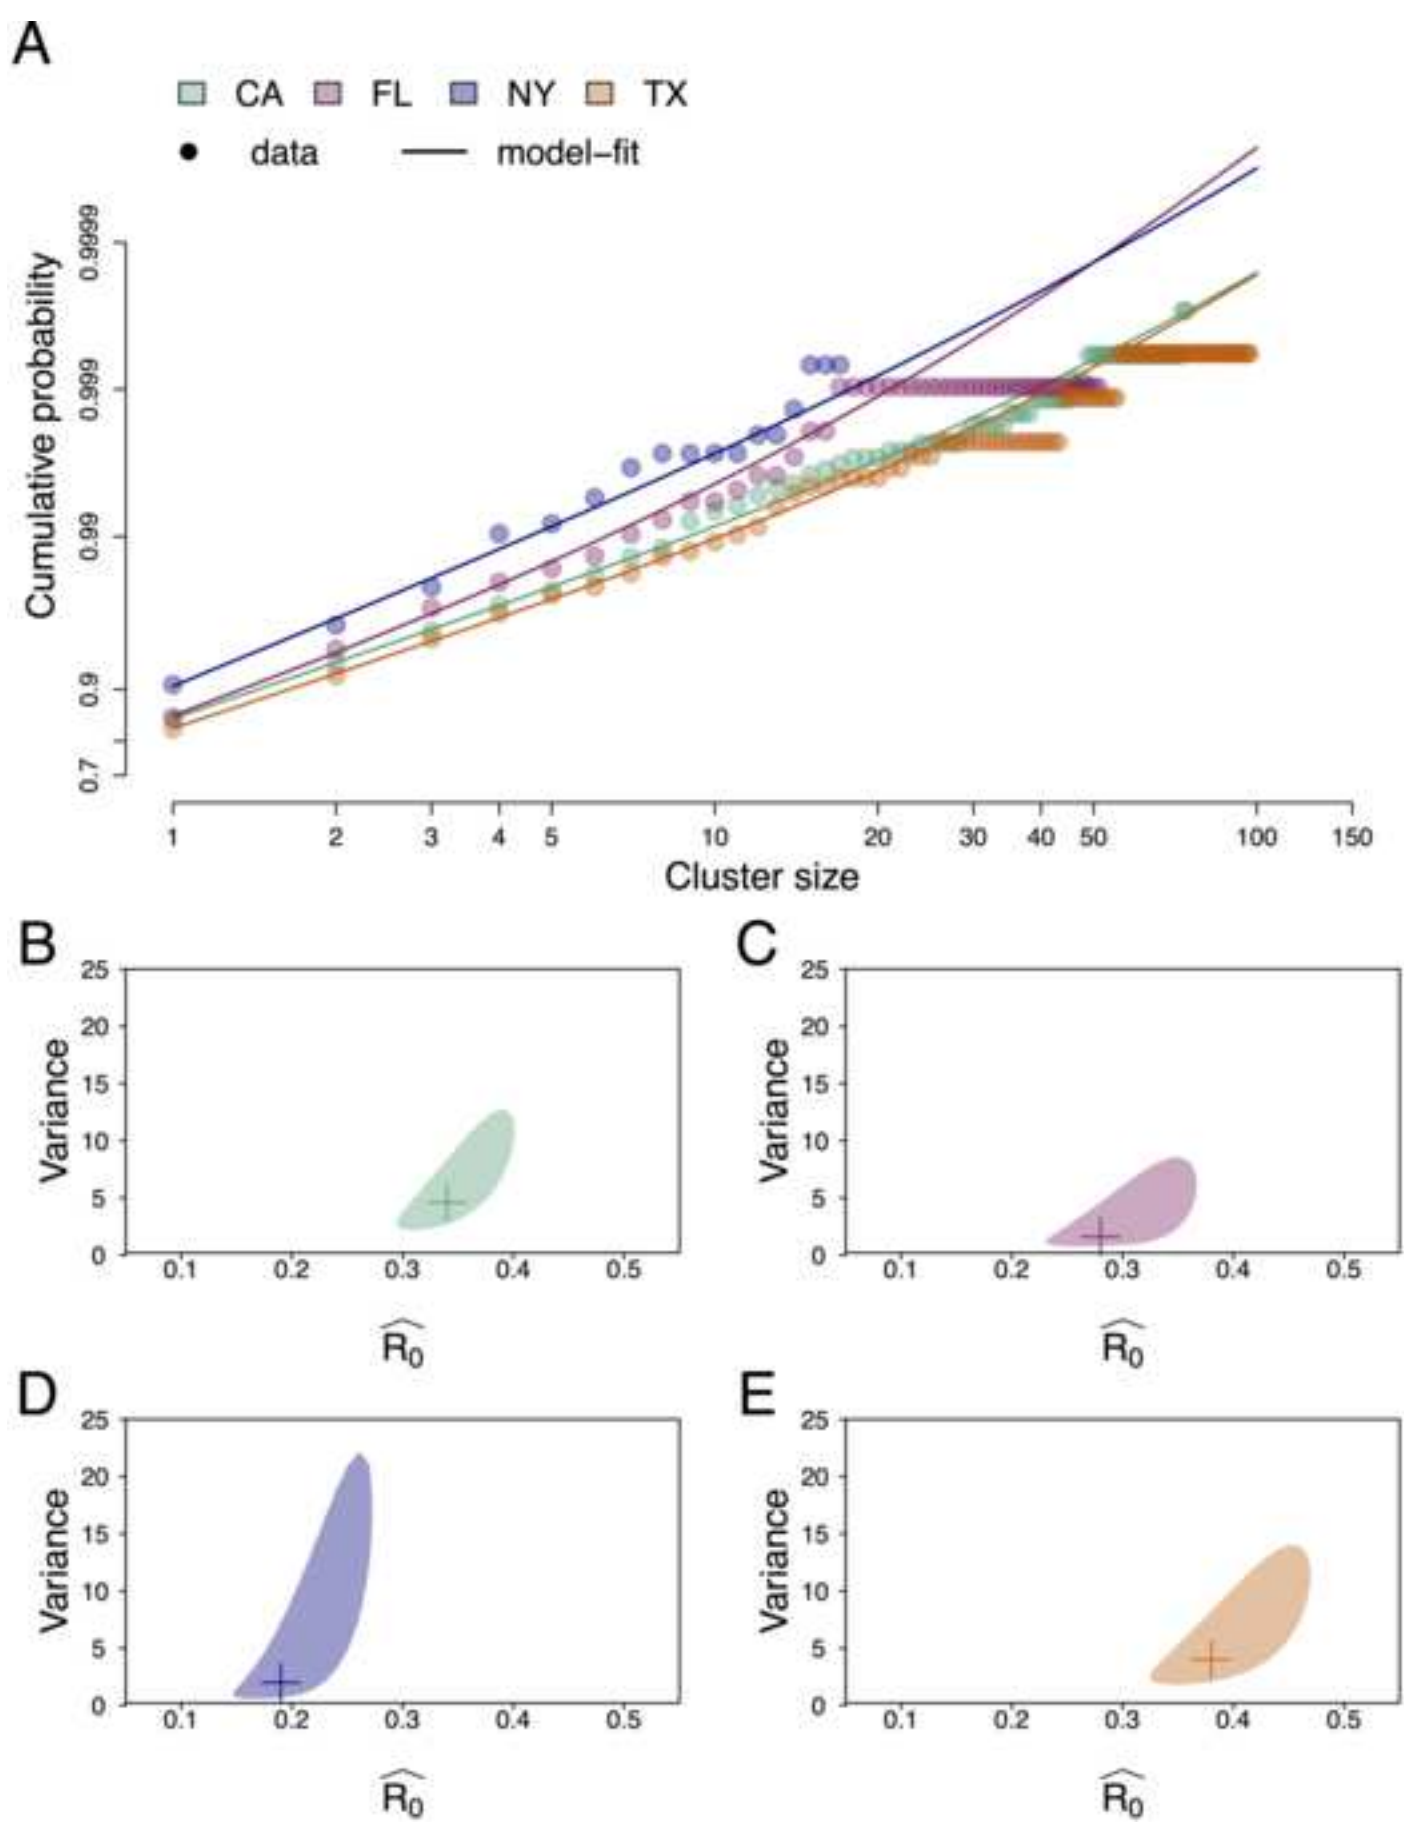 A
CA FL NY TX
data model-fit
Cumulative probability
0.99999
0.999
0.99
0.9
0.7
1 2 3 4 5 10 20 30 40 50 100 150
Cluster size
B
Variance
25
20
15
10
5
0
0.1 0.2 0.3 0.4 0.5
R̂0
C
Variance
25
20
15
10
5
0
0.1 0.2 0.3 0.4 0.5
R̂0
D
Variance
25
20
15
10
5
0
0.1 0.2 0.3 0.4 0.5
R̂0
E
Variance
25
20
15
10
5
0
0.1 0.2 0.3 0.4 0.5
R̂0